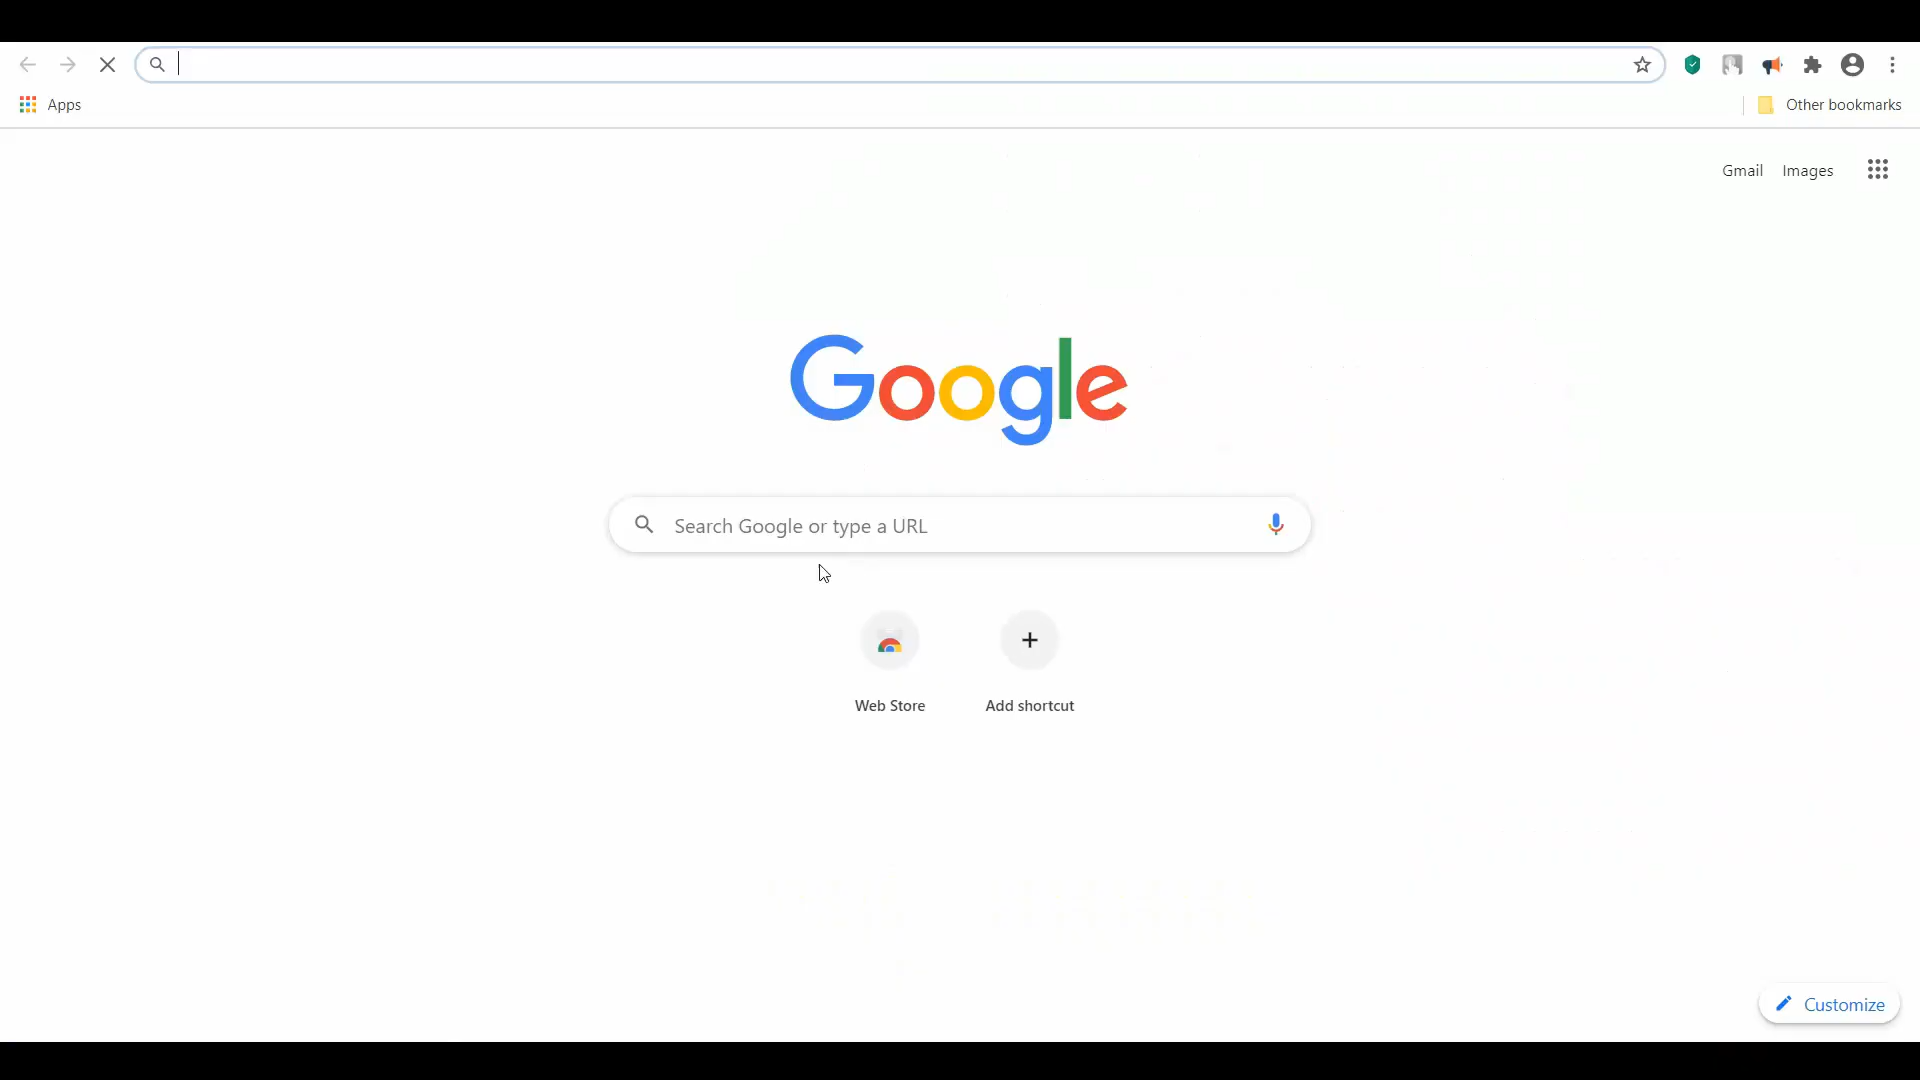 Apps
Other bookmarks
Gmail
Images
Google
Search Google or type a URL
Web Store
Add shortcut
Customize